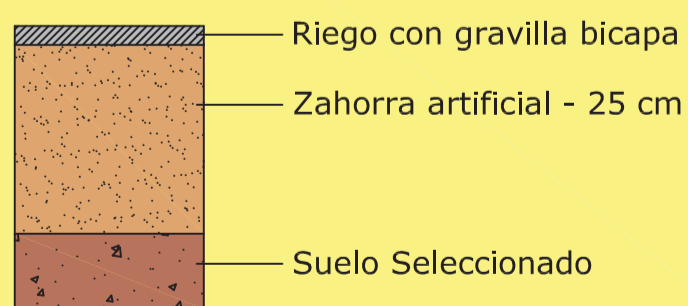 Riego con gravilla bicapa
Zahorra artificial - 25 cm
Suelo Seleccionado